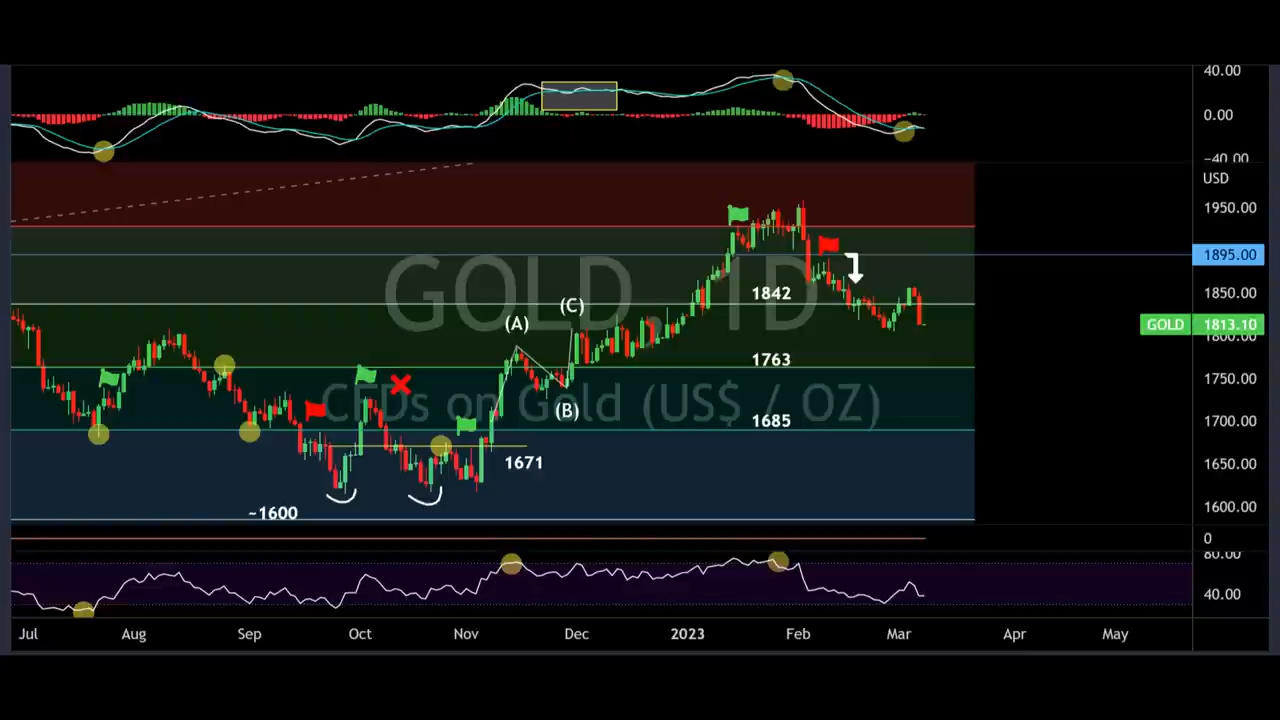 40.00
0.00
−40.00
USD
1950.00
1895.00
GOLD, 1D
1842
1850.00
(C)
(A)
GOLD 1813.10
1800.00
1763
1750.00
CFDs on Gold (US$ / OZ)
(B)
1685
1700.00
1671
1650.00
~1600
1600.00
0
80.00
40.00
Jul Aug Sep Oct Nov Dec 2023 Feb Mar Apr May